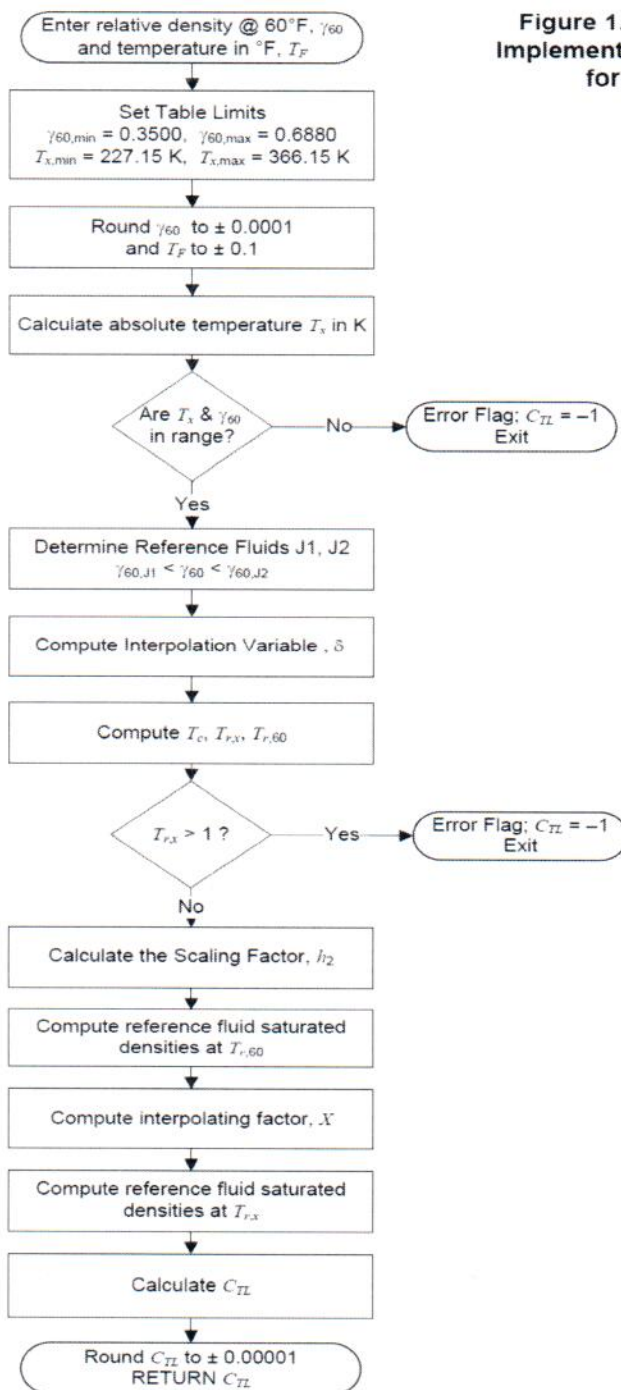 Enter relative density @ 60°F, γ60
and temperature in °F, TF
Figure 1.
Implement
for
Set Table Limits
γ60,min = 0.3500, γ60,max = 0.6880
Tx,min = 227.15 K, Tx,max = 366.15 K
Round γ60 to ± 0.0001
and TF to ± 0.1
Calculate absolute temperature Tx in K
Are Tx & γ60
in range?
No
Error Flag; CTL = –1
Exit
Yes
Determine Reference Fluids J1, J2
γ60,J1 < γ60 < γ60,J2
Compute Interpolation Variable , δ
Compute Tc, Tr,x, Tr,60
Tr,x > 1 ?
Yes
Error Flag; CTL = –1
Exit
No
Calculate the Scaling Factor, h2
Compute reference fluid saturated
densities at Tr,60
Compute interpolating factor, X
Compute reference fluid saturated
densities at Tr,x
Calculate CTL
Round CTL to ± 0.00001
RETURN CTL